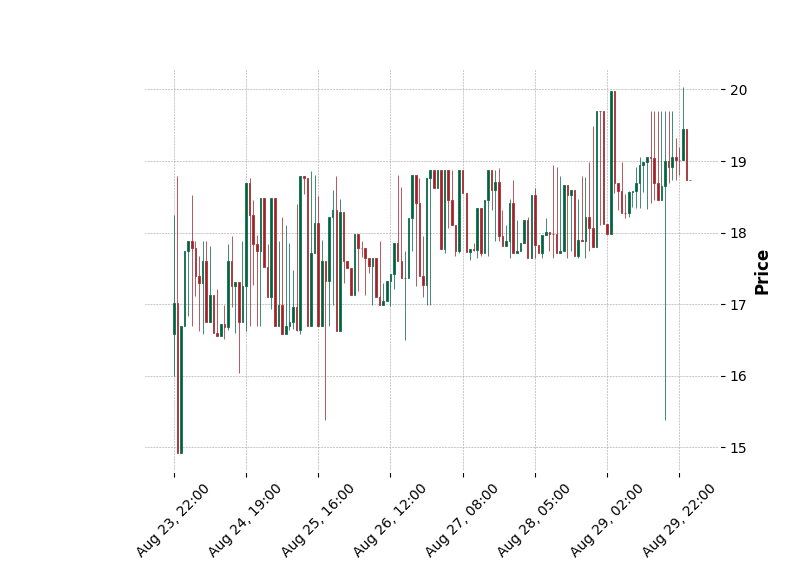 20
19
18
17
16
15
Price
Aug 23, 22:00
Aug 24, 19:00
Aug 25, 16:00
Aug 26, 12:00
Aug 27, 08:00
Aug 28, 05:00
Aug 29, 02:00
Aug 29, 22:00